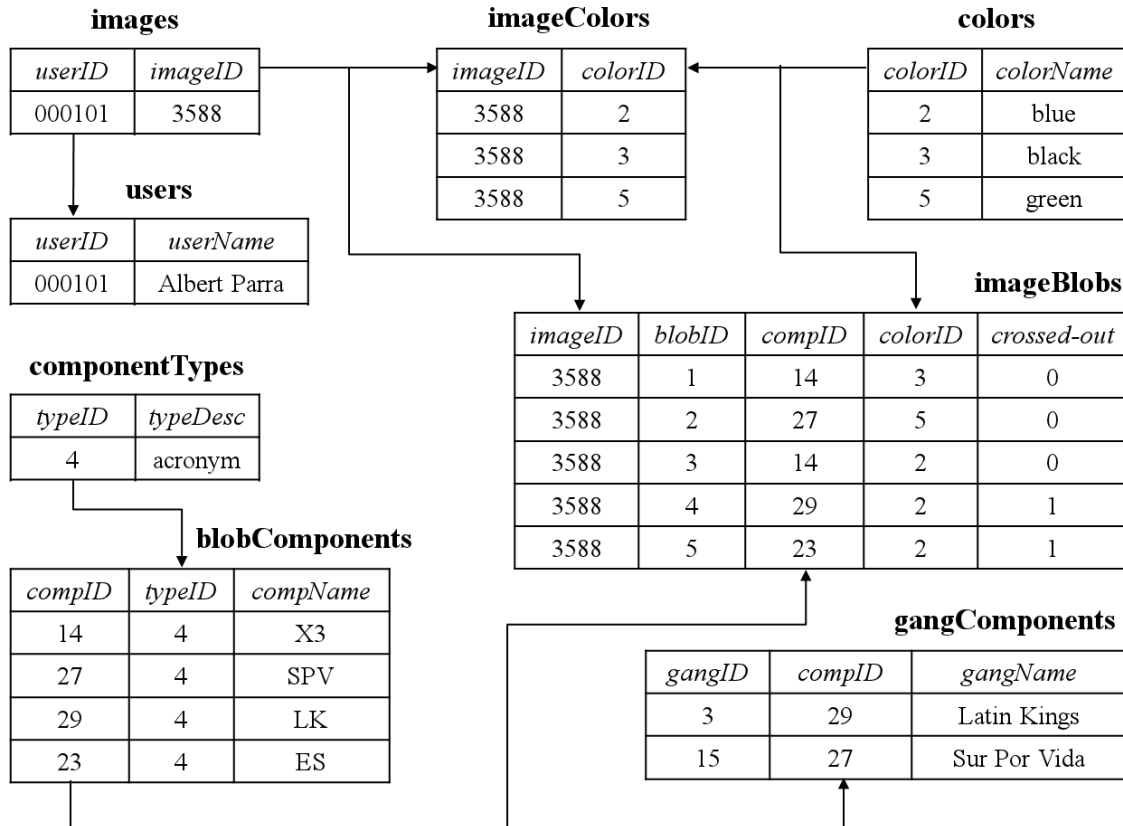 images
userID imageID
000101 3588
imageColors
imageID colorID
3588 2
3588 3
3588 5
colors
colorID colorName
2 blue
3 black
5 green
users
userID userName
000101 Albert Parra
imageBlobs
imageID blobID compID colorID crossed-out
3588 1 14 3 0
3588 2 27 5 0
3588 3 14 2 0
3588 4 29 2 1
3588 5 23 2 1
componentTypes
typeID typeDesc
4 acronym
blobComponents
compID typeID compName
14 4 X3
27 4 SPV
29 4 LK
23 4 ES
gangComponents
gangID compID gangName
3 29 Latin Kings
15 27 Sur Por Vida